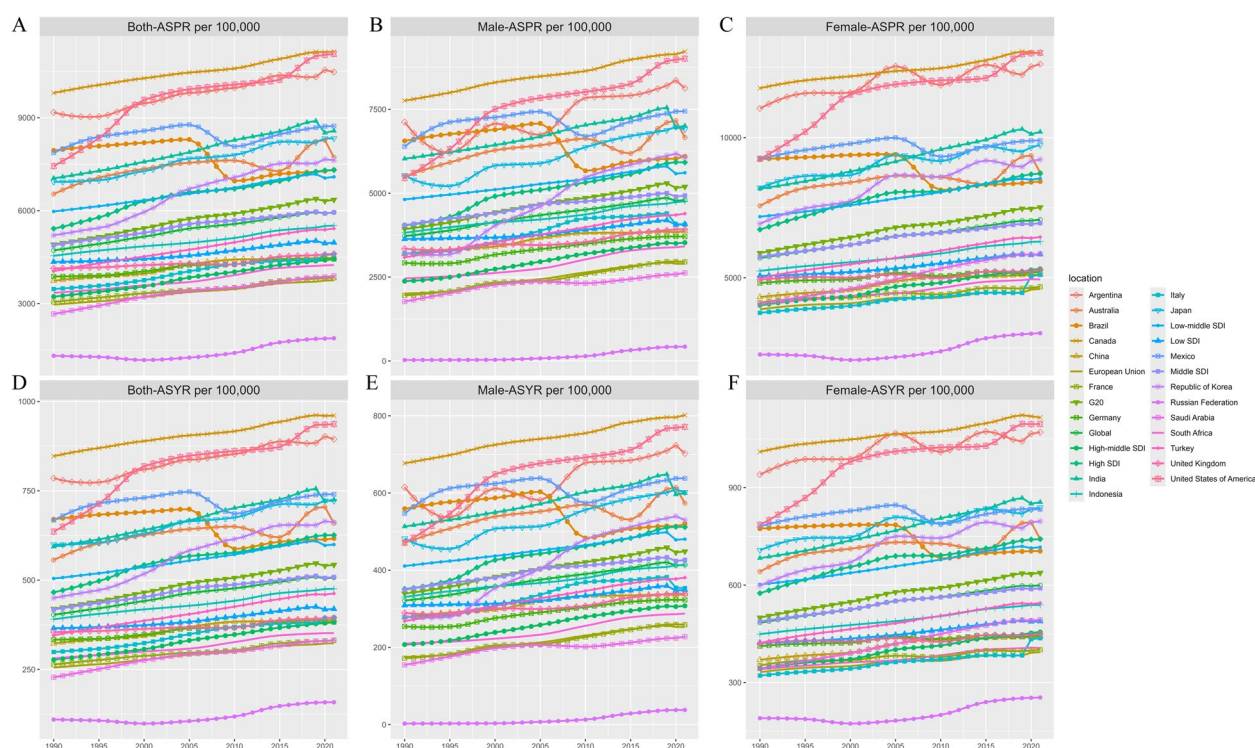 A
Both-ASPR per 100,000
B
Male-ASPR per 100,000
C
Female-ASPR per 100,000
9000
6000
3000
7500
5000
2500
0
10000
5000
D
Both-ASYR per 100,000
E
Male-ASYR per 100,000
F
Female-ASYR per 100,000
1000
750
500
250
800
600
400
200
0
900
600
300
1990 1995 2000 2005 2010 2015 2020
1990 1995 2000 2005 2010 2015 2020
1990 1995 2000 2005 2010 2015 2020
location
Argentina
Australia
Brazil
Canada
China
European Union
France
G20
Germany
Global
High-middle SDI
High SDI
India
Indonesia
Italy
Japan
Low-middle SDI
Low SDI
Mexico
Middle SDI
Republic of Korea
Russian Federation
Saudi Arabia
South Africa
Turkey
United Kingdom
United States of America